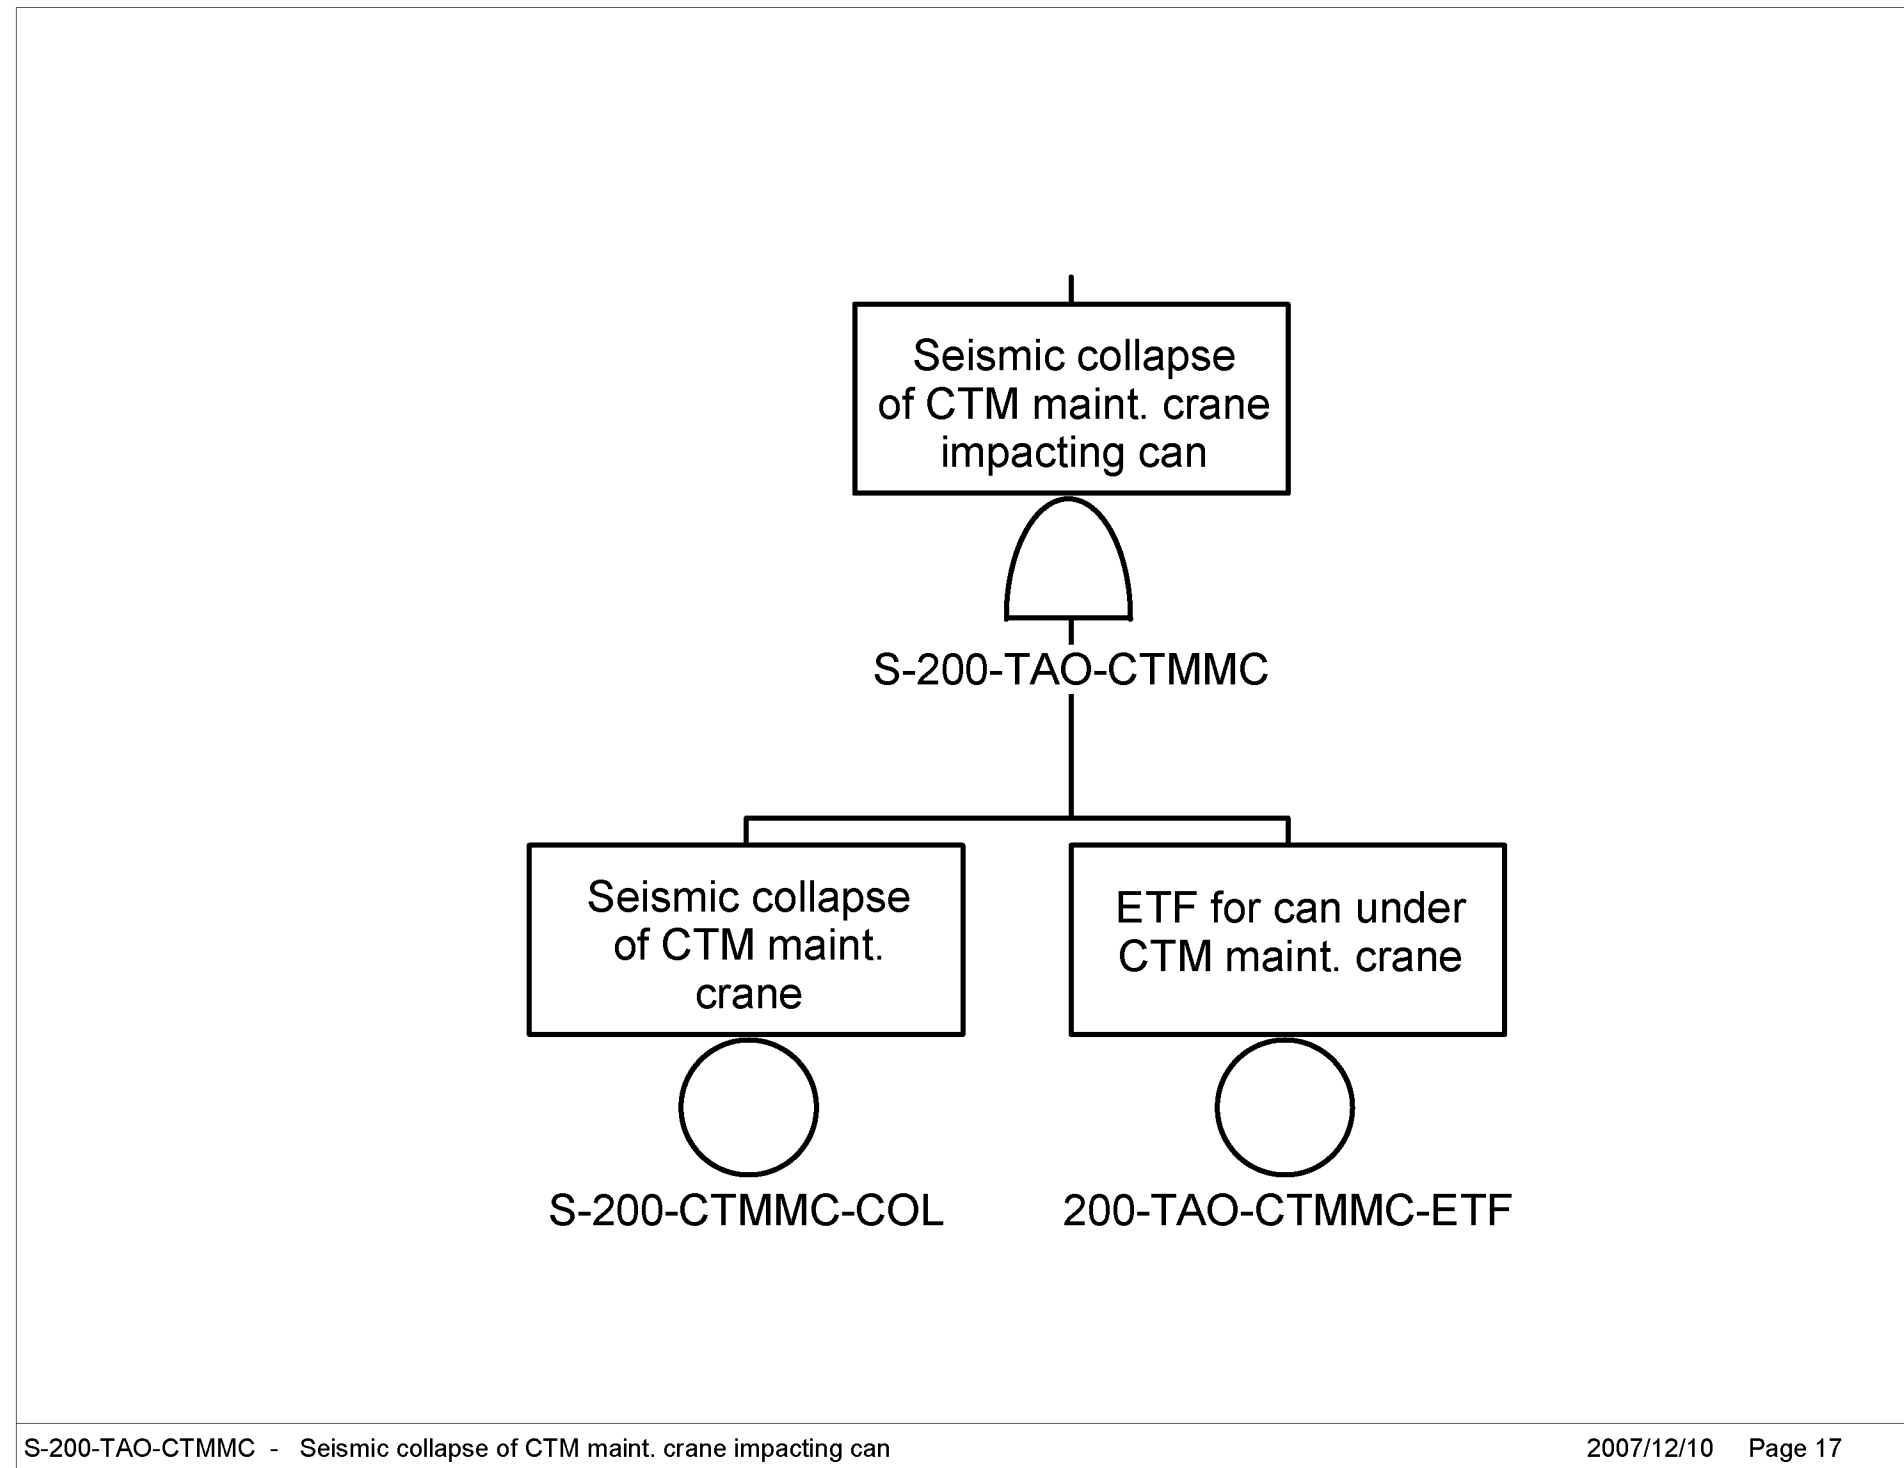 Seismic collapse
of CTM maint. crane
impacting can
S-200-TAO-CTMMC
Seismic collapse
of CTM maint.
crane
S-200-CTMMC-COL
ETF for can under
CTM maint. crane
200-TAO-CTMMC-ETF
S-200-TAO-CTMMC - Seismic collapse of CTM maint. crane impacting can
2007/12/10 Page 17